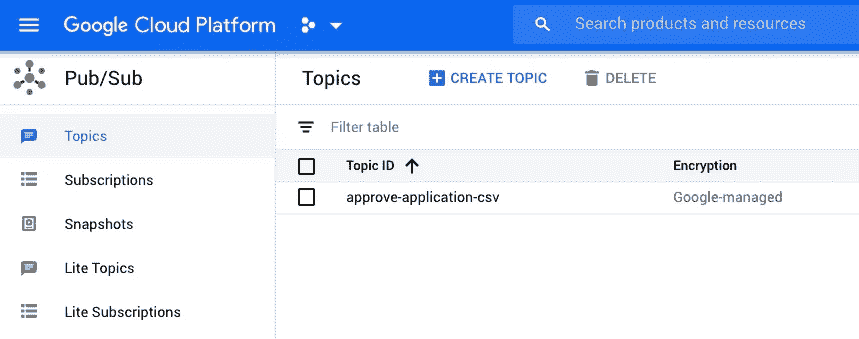 Google Cloud Platform
Search products and resources
Pub/Sub
Topics
CREATE TOPIC
DELETE
Topics
Subscriptions
Snapshots
Lite Topics
Lite Subscriptions
Filter table
Topic ID
Encryption
approve-application-csv
Google-managed